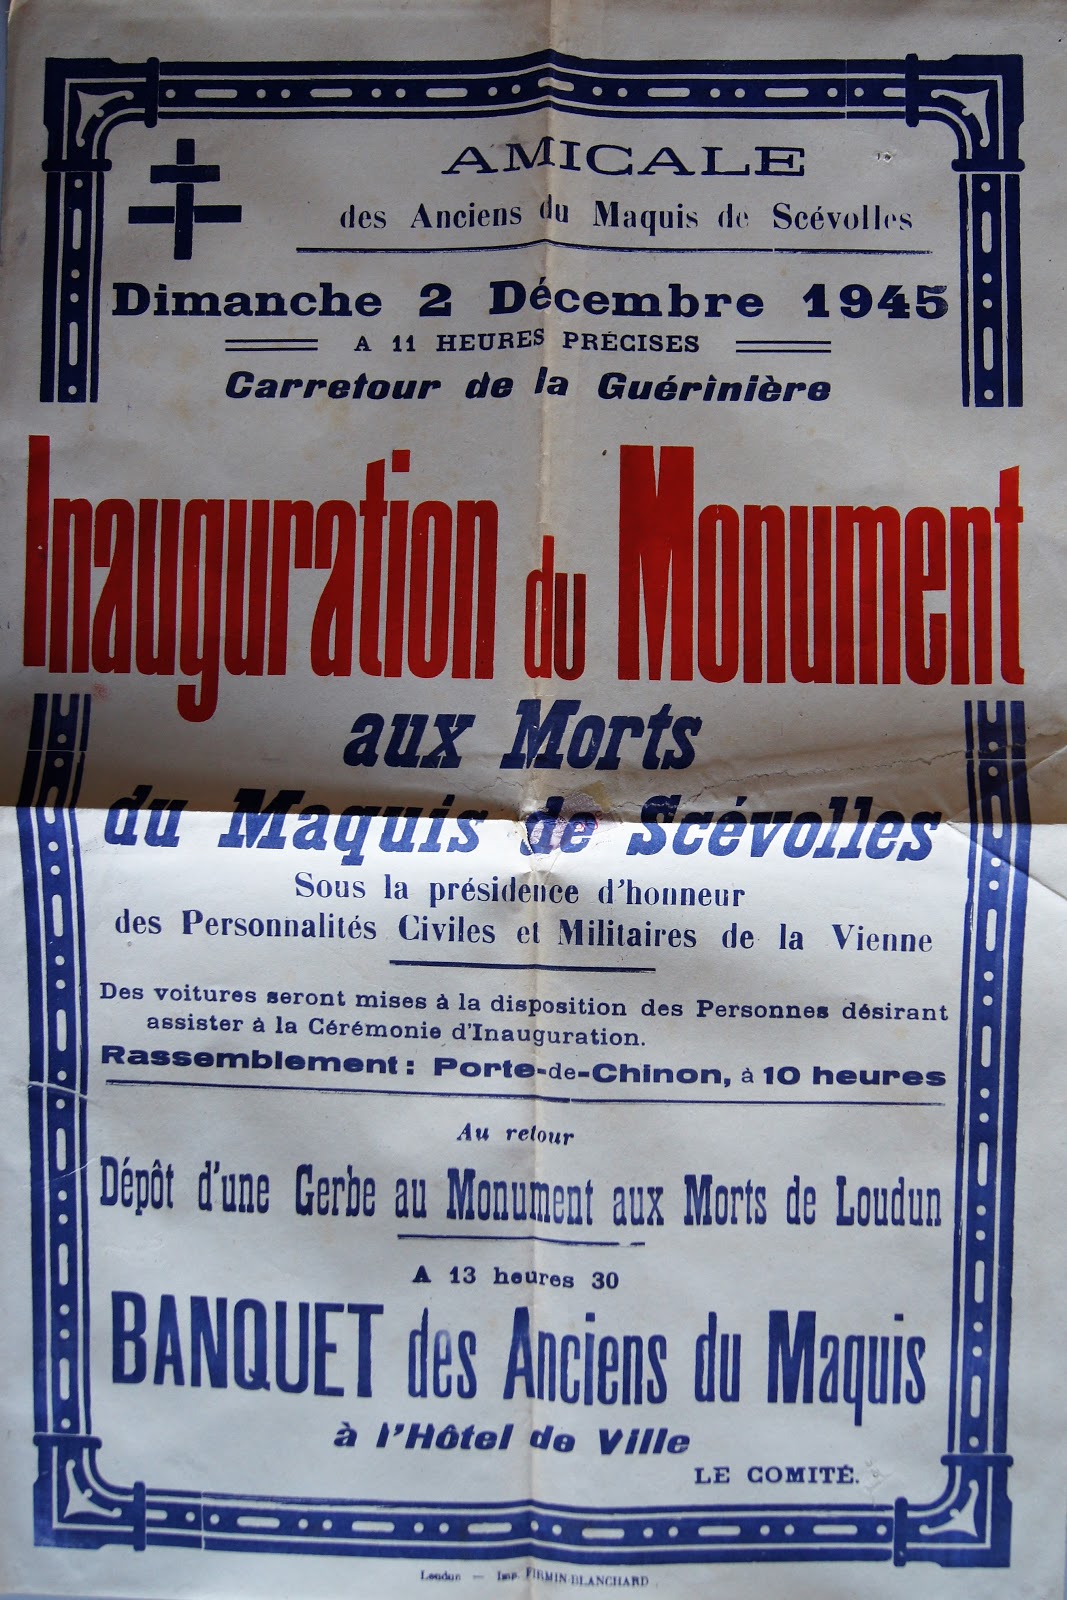 AMICALE
des Anciens du Maquis de Scévolles
Dimanche 2 Décembre 1945
A 11 HEURES PRÉCISES
Carrefour de la Guérinière
Inauguration du Monument
aux Morts
du Maquis de Scévolles
Sous la présidence d'honneur
des Personnalités Civiles et Militaires de la Vienne
Des voitures seront mises à la disposition des Personnes désirant
assister à la Cérémonie d'Inauguration.
Rassemblement : Porte-de-Chinon, à 10 heures
Au retour
Dépôt d'une Gerbe au Monument aux Morts de Loudun
A 13 heures 30
BANQUET des Anciens du Maquis
à l'Hôtel de Ville
LE COMITÉ.
Loudun — Imp. FIRMIN-BLANCHARD